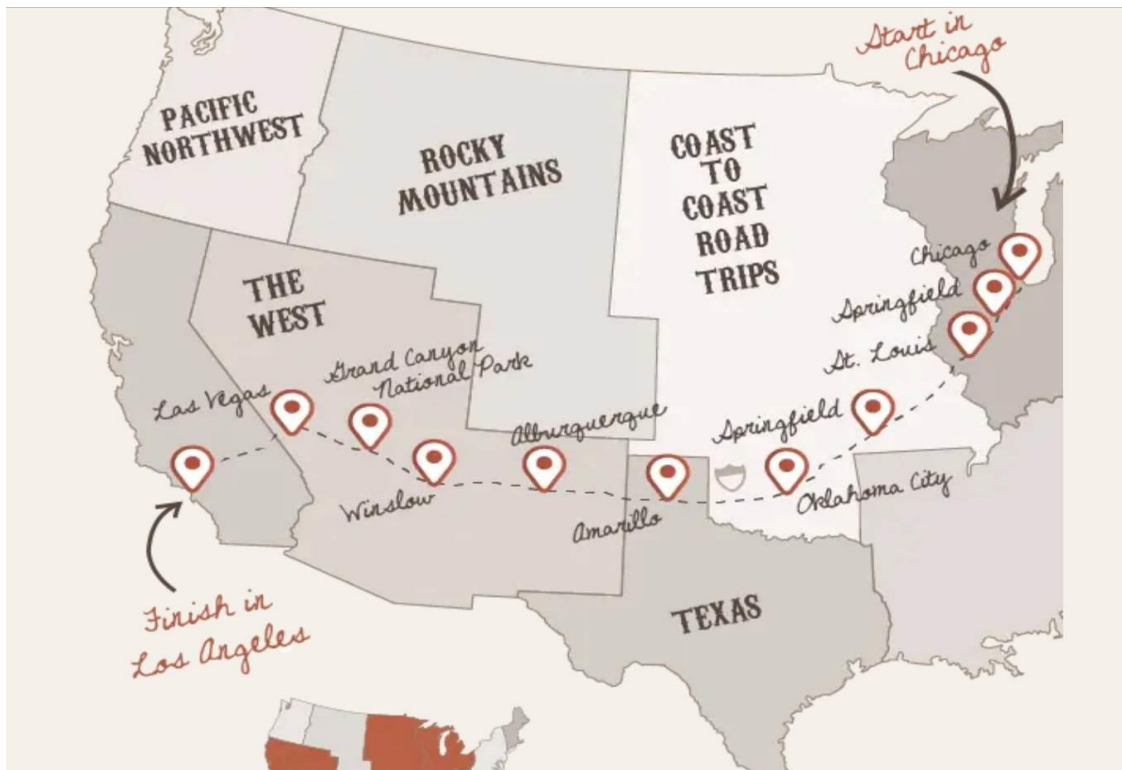 Start in
Chicago
PACIFIC
NORTHWEST
ROCKY
MOUNTAINS
COAST
TO
COAST
ROAD
TRIPS
Chicago
THE
WEST
Springfield
St. Louis
Grand Canyon
National Park
Las Vegas
Alburquerque
Springfield
Winslow
Amarillo
Oklahoma City
Finish in
Los Angeles
TEXAS